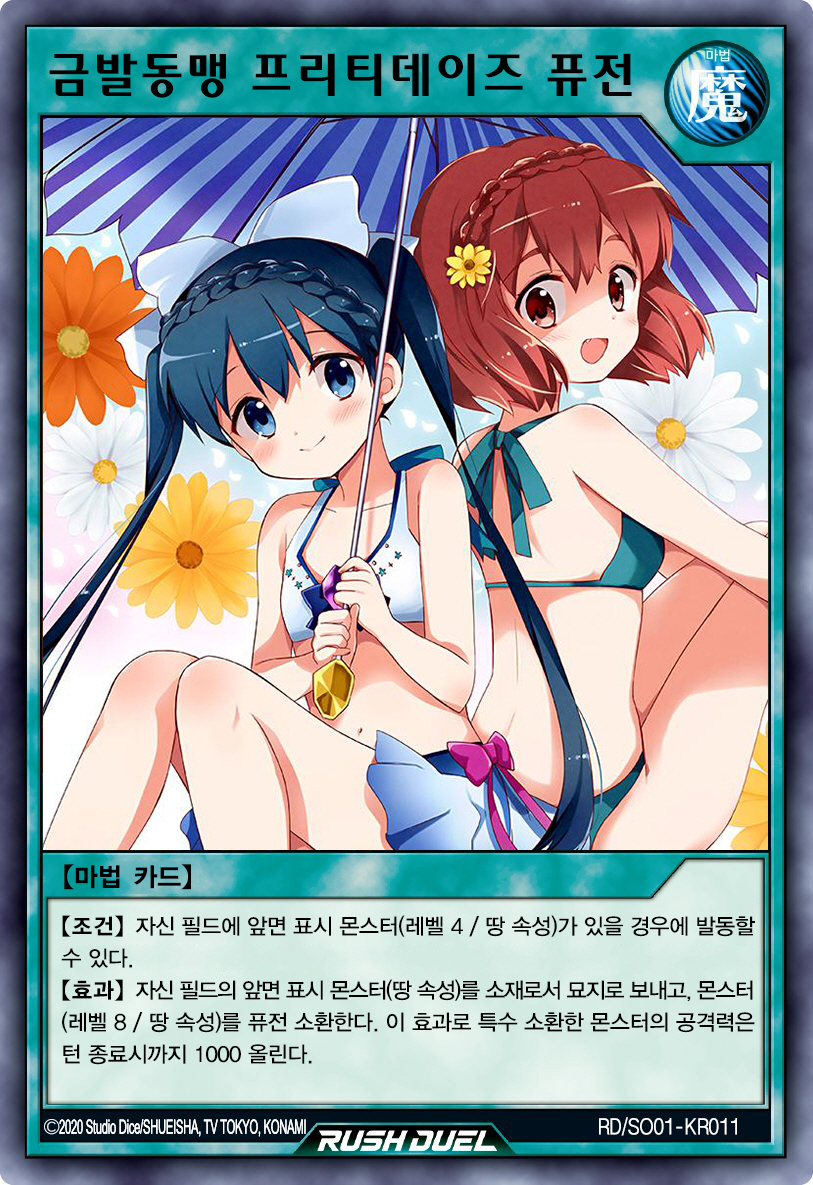 금발동맹 프리티데이즈 퓨전
마법
魔
【마법 카드】
【조건】 자신 필드에 앞면 표시 몬스터(레벨 4 / 땅 속성)가 있을 경우에 발동할
수 있다.
【효과】 자신 필드의 앞면 표시 몬스터(땅 속성)를 소재로서 묘지로 보내고, 몬스터
(레벨 8 / 땅 속성)를 퓨전 소환한다. 이 효과로 특수 소환한 몬스터의 공격력은
턴 종료시까지 1000 올린다.
©2020 Studio Dice/SHUEISHA, TV TOKYO, KONAMI
RUSH DUEL
RD/SO01-KR011